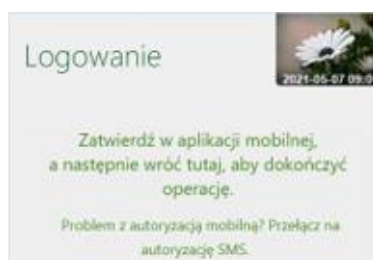 Logowanie
2021-05-07 09:0
Zatwierdź w aplikacji mobilnej,
a następnie wróć tutaj, aby dokończyć
operację.
Problem z autoryzacją mobilną? Przełącz na
autoryzację SMS.